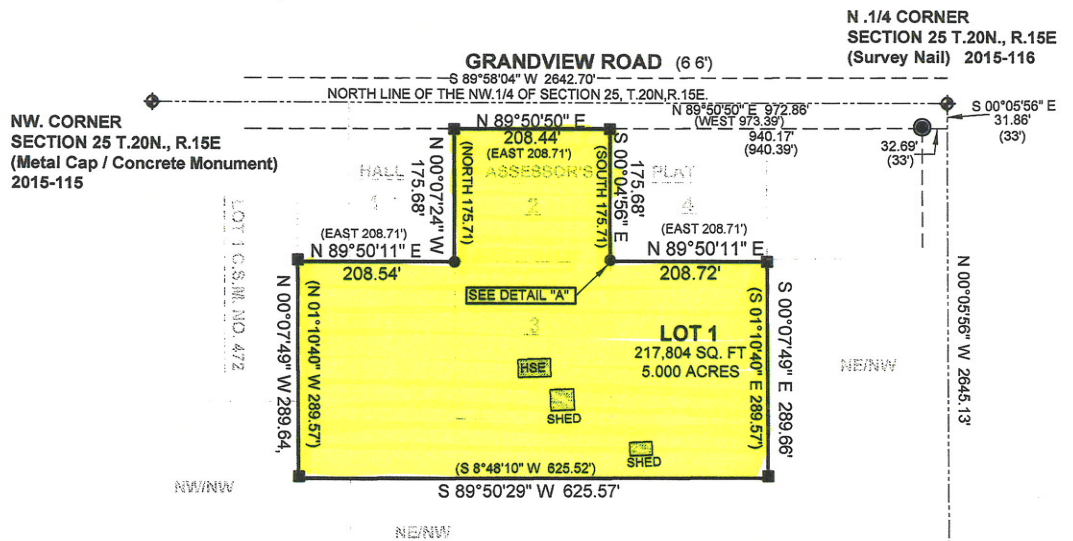 N .1/4 CORNER
SECTION 25 T.20N., R.15E
(Survey Nail) 2015-116
GRANDVIEW ROAD (6 6')
S 89°58'04" W 2642.70'
NORTH LINE OF THE NW.1/4 OF SECTION 25, T.20N,R.15E.
NW. CORNER
SECTION 25 T.20N., R.15E
(Metal Cap / Concrete Monument)
2015-115
N 89°50'50" E
208.44'
(EAST 208.71')
N 89°50'50" E 972.86'
(WEST 973.39')
940.17'
(940.39')
S 00°05'56" E
31.86'
(33')
32.69'
(33')
N 00°07'24" W
175.68'
(NORTH 175.71)
(SOUTH 175.71)
S 00°04'56" E
175.68'
HALL ASSESSOR'S PLAT
1
2
4
LOT 1 C.S.M. NO. 472
(EAST 208.71')
N 89°50'11" E
208.54'
(EAST 208.71')
N 89°50'11" E
208.72'
SEE DETAIL "A"
3
LOT 1
217,804 SQ. FT
5.000 ACRES
HSE
SHED
SHED
N 00°07'49" W 289.64,
(N 01°10'40" W 289.57')
(S 01°10'40" E 289.57')
S 00°07'49" E 289.66'
NE/NW
N 00°05'56" W 2645.13'
(S 8°48'10" W 625.52')
S 89°50'29" W 625.57'
NW/NW
NE/NW